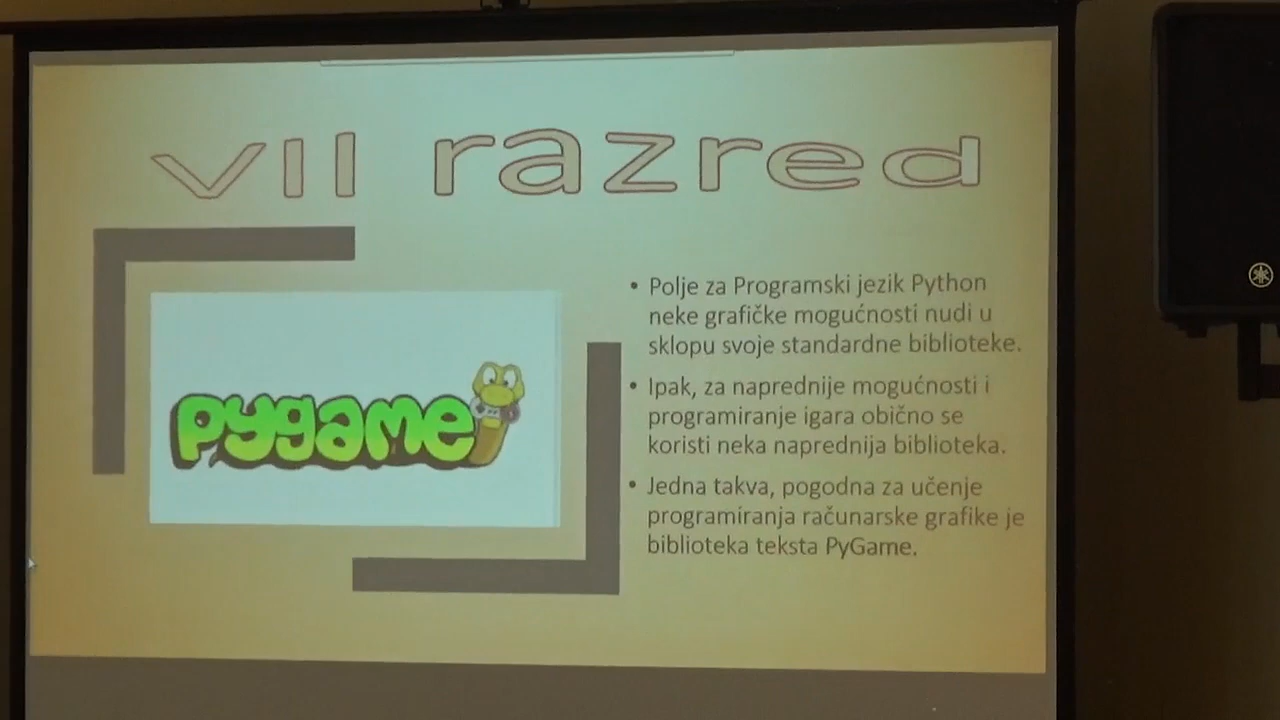 VII razred
pygame
• Polje za Programski jezik Python
neke grafičke mogućnosti nudi u
sklopu svoje standardne biblioteke.
• Ipak, za naprednije mogućnosti i
programiranje igara obično se
koristi neka naprednija biblioteka.
• Jedna takva, pogodna za učenje
programiranja računarske grafike je
biblioteka teksta PyGame.